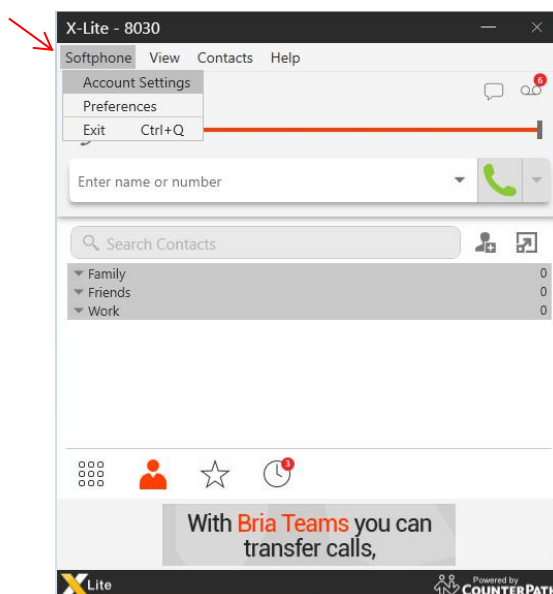 X-Lite - 8030
Softphone View Contacts Help
Account Settings
Preferences
Exit Ctrl+Q
6
Enter name or number
Search Contacts
Family 0
Friends 0
Work 0
3
With Bria Teams you can
transfer calls,
XLite Powered by
COUNTERPATH